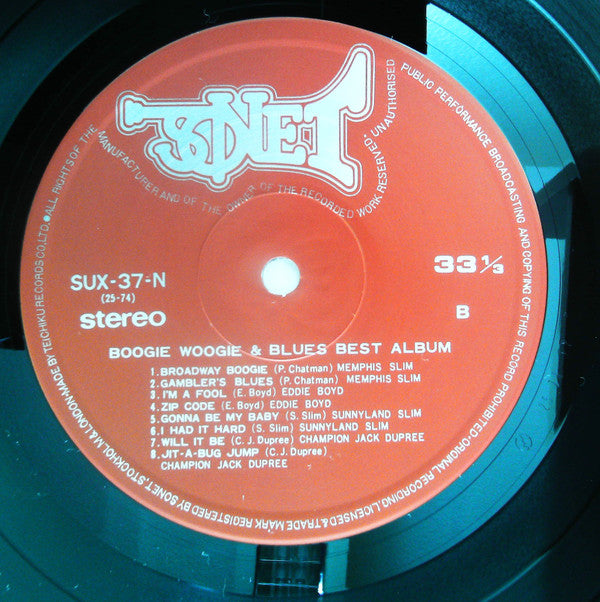 SONET
●ALL RIGHTS OF THE MANUFACTURER AND OF THE OWNER OF THE RECORDED WORK RESERVED·UNAUTHORISED PUBLIC PERFORMANCE BROADCASTING AND COPYING OF THIS RECORD PROHIBITED·ORIGINAL RECORDING, LICENSED & TRADE MARK REGISTERED BY SONET, STOCKHOLM & LONDON·MADE BY TEICHIKU RECORDS CO., LTD.
SUX-37-N
(25-74)
stereo
33 1/3
B
BOOGIE WOOGIE & BLUES BEST ALBUM
1. BROADWAY BOOGIE (P. Chatman) MEMPHIS SLIM
2. GAMBLER'S BLUES (P. Chatman) MEMPHIS SLIM
3. I'M A FOOL (E. Boyd) EDDIE BOYD
4. ZIP CODE (E. Boyd) EDDIE BOYD
5. GONNA BE MY BABY (S. Slim) SUNNYLAND SLIM
6. I HAD IT HARD (S. Slim) SUNNYLAND SLIM
7. WILL IT BE (C. J. Dupree) CHAMPION JACK DUPREE
8. JIT-A-BUG JUMP (C. J. Dupree)
CHAMPION JACK DUPREE